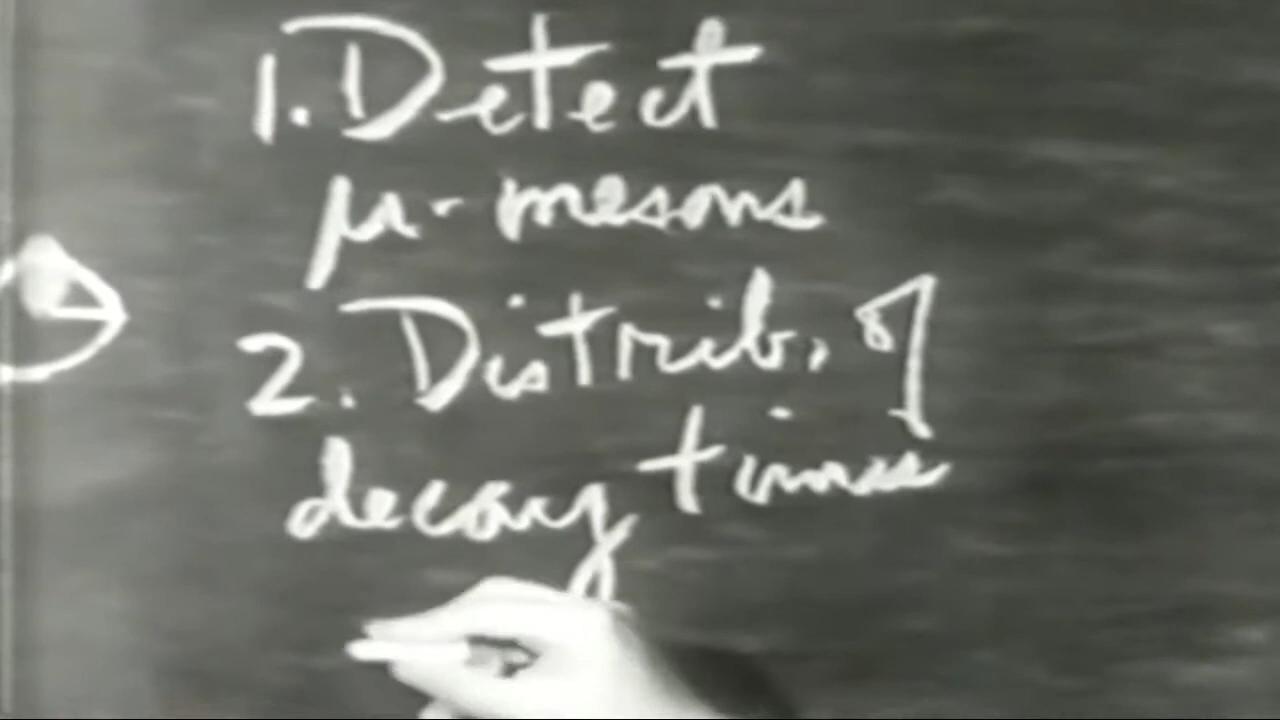 1. Detect
μ-mesons
2. Distrib. of
decay times